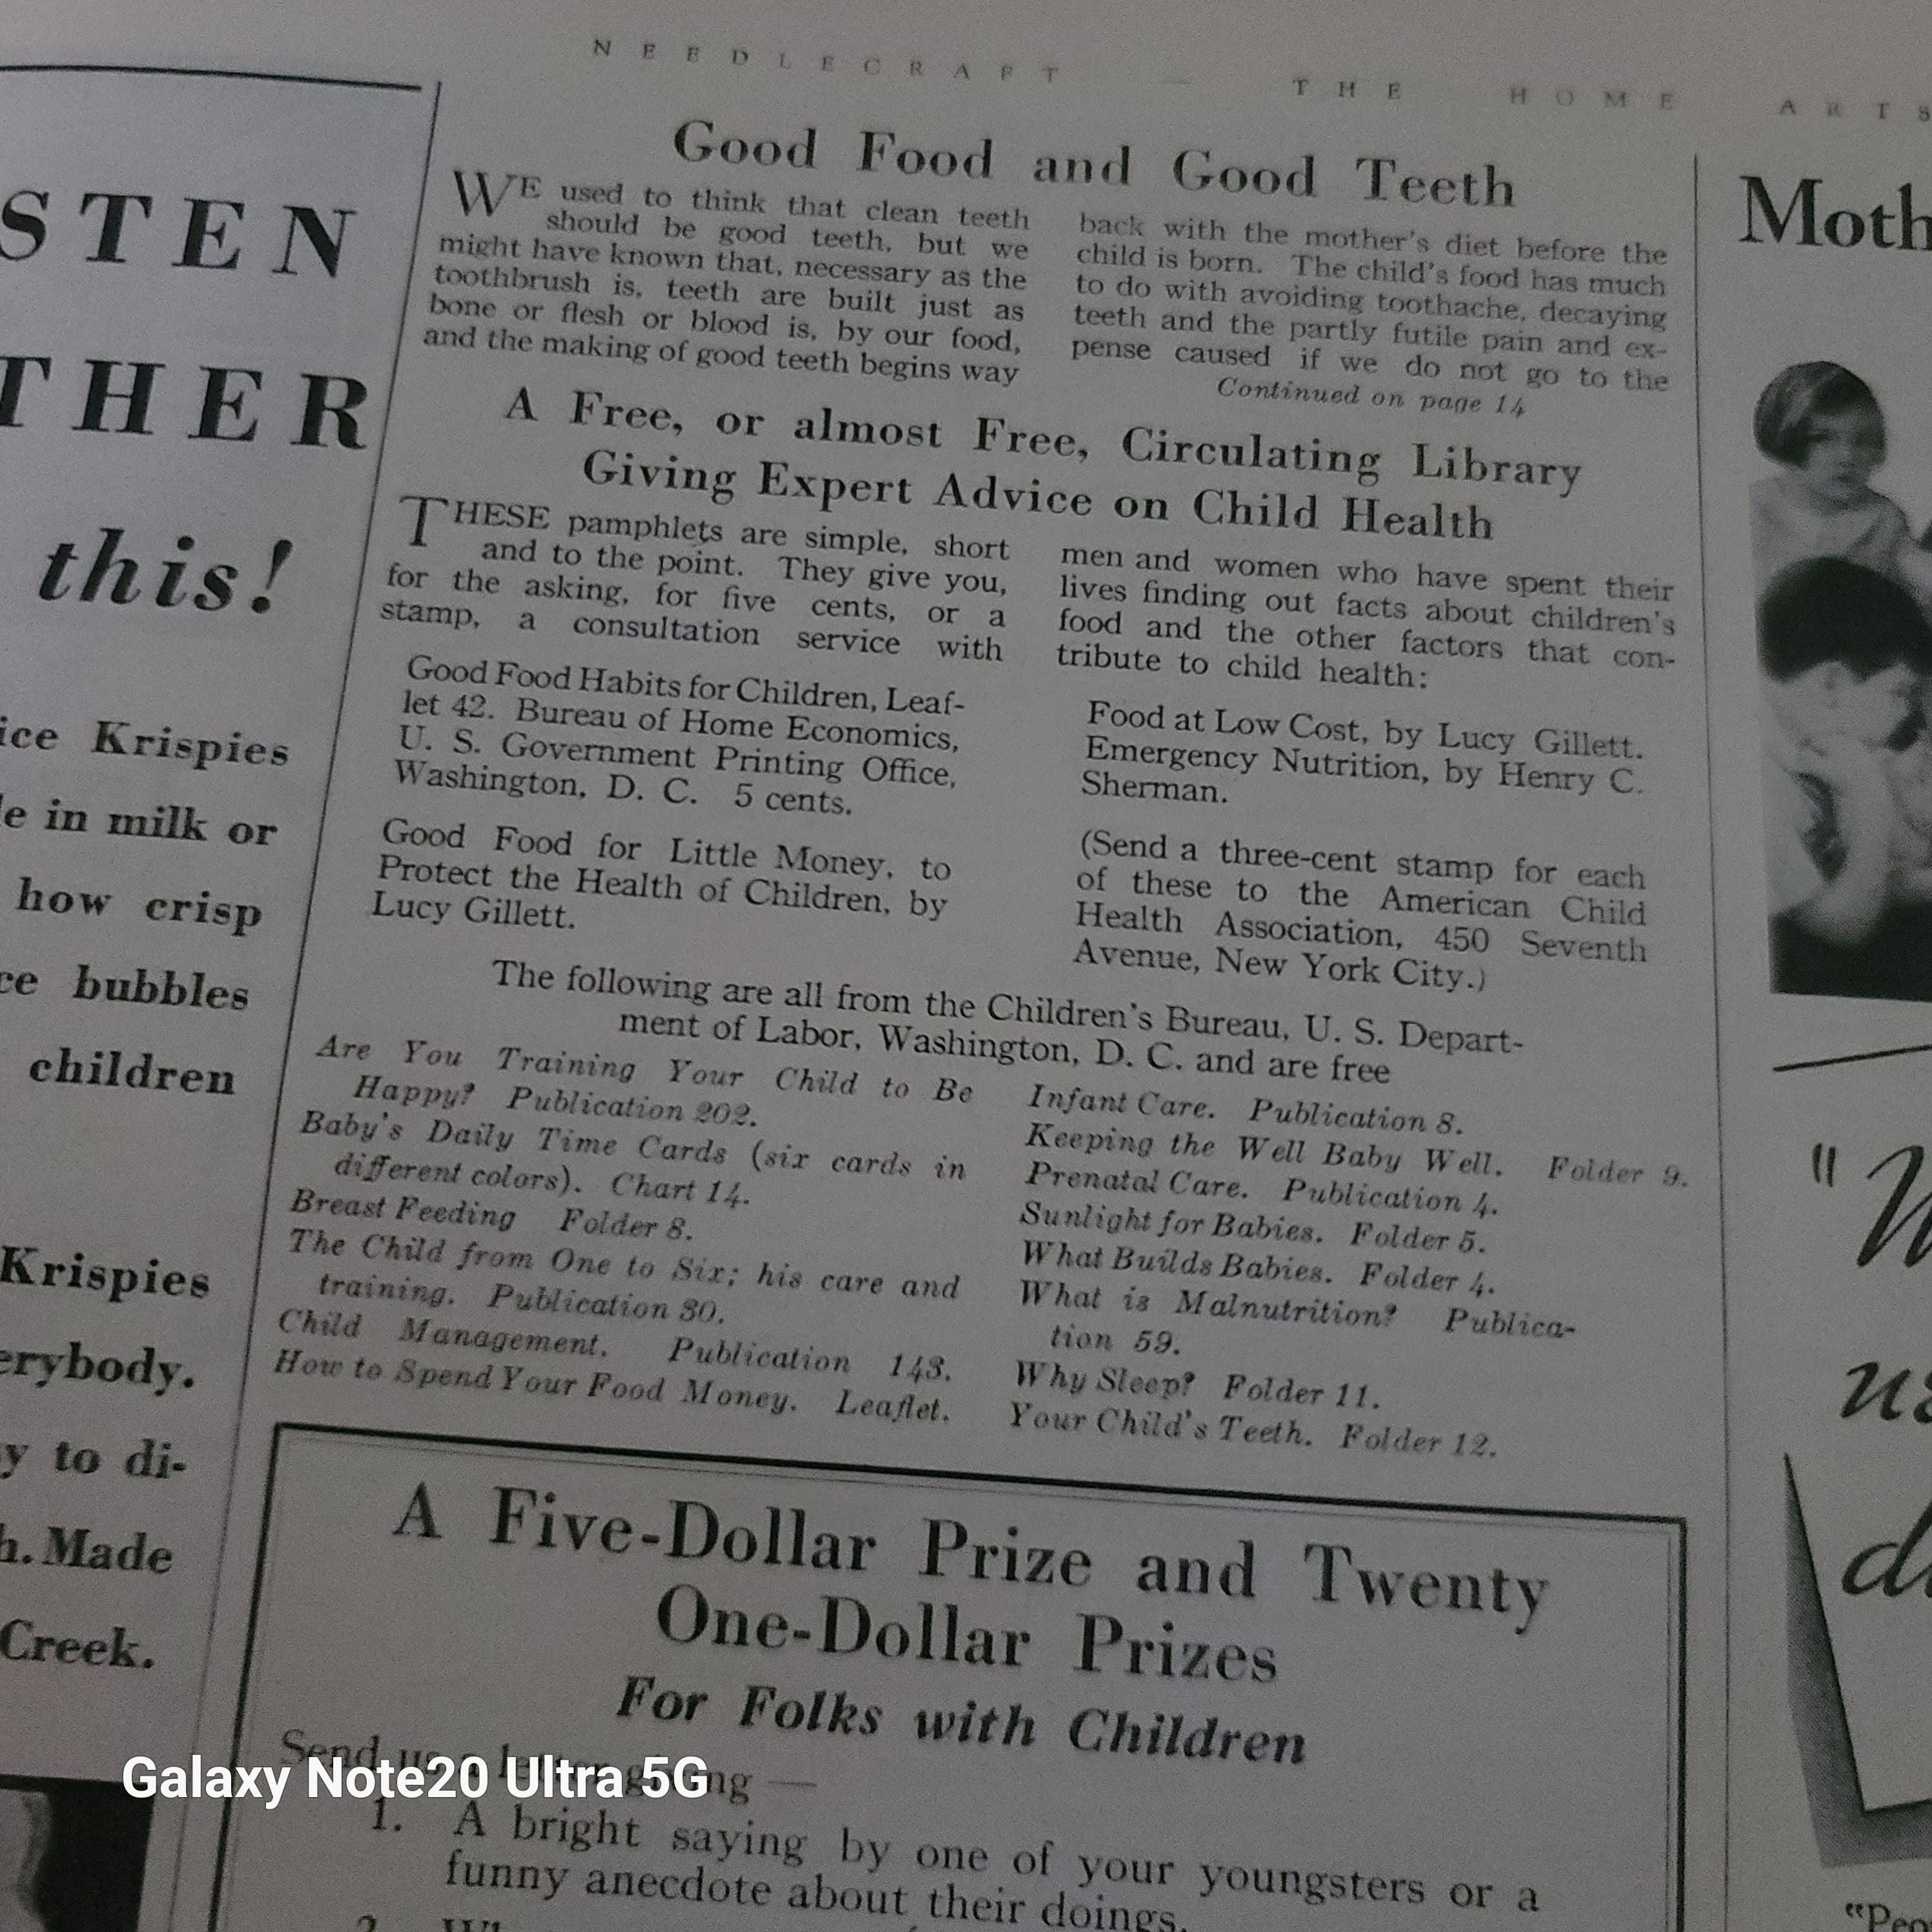 NEEDLECRAFT — THE HOME ARTS
STEN
THER
this!
ice Krispies
le in milk or
how crisp
ce bubbles
children
Krispies
erybody.
y to di-
h. Made
Creek.
Good Food and Good Teeth
WE used to think that clean teeth
should be good teeth, but we
might have known that, necessary as the
toothbrush is, teeth are built just as
bone or flesh or blood is, by our food,
and the making of good teeth begins way
back with the mother's diet before the
child is born. The child's food has much
to do with avoiding toothache, decaying
teeth and the partly futile pain and ex-
pense caused if we do not go to the
Continued on page 14
A Free, or almost Free, Circulating Library
Giving Expert Advice on Child Health
THESE pamphlets are simple, short
and to the point. They give you,
for the asking, for five cents, or a
stamp, a consultation service with
men and women who have spent their
lives finding out facts about children's
food and the other factors that con-
tribute to child health:
Good Food Habits for Children, Leaf-
let 42. Bureau of Home Economics,
U. S. Government Printing Office,
Washington, D. C. 5 cents.
Good Food for Little Money, to
Protect the Health of Children, by
Lucy Gillett.
Food at Low Cost, by Lucy Gillett.
Emergency Nutrition, by Henry C.
Sherman.
(Send a three-cent stamp for each
of these to the American Child
Health Association, 450 Seventh
Avenue, New York City.)
The following are all from the Children's Bureau, U. S. Depart-
ment of Labor, Washington, D. C. and are free
Are You Training Your Child to Be
Happy? Publication 202.
Baby's Daily Time Cards (six cards in
different colors). Chart 14.
Breast Feeding Folder 8.
The Child from One to Six; his care and
training. Publication 30.
Child Management. Publication 143.
How to Spend Your Food Money. Leaflet.
Infant Care. Publication 8.
Keeping the Well Baby Well. Folder 9.
Prenatal Care. Publication 4.
Sunlight for Babies. Folder 5.
What Builds Babies. Folder 4.
What is Malnutrition? Publica-
tion 59.
Why Sleep? Folder 11.
Your Child's Teeth. Folder 12.
A Five-Dollar Prize and Twenty
One-Dollar Prizes
For Folks with Children
Send us a letter giving —
1. A bright saying by one of your youngsters or a
funny anecdote about their doings.
Moth
"W
us
d
"Peo
Galaxy Note20 Ultra 5G